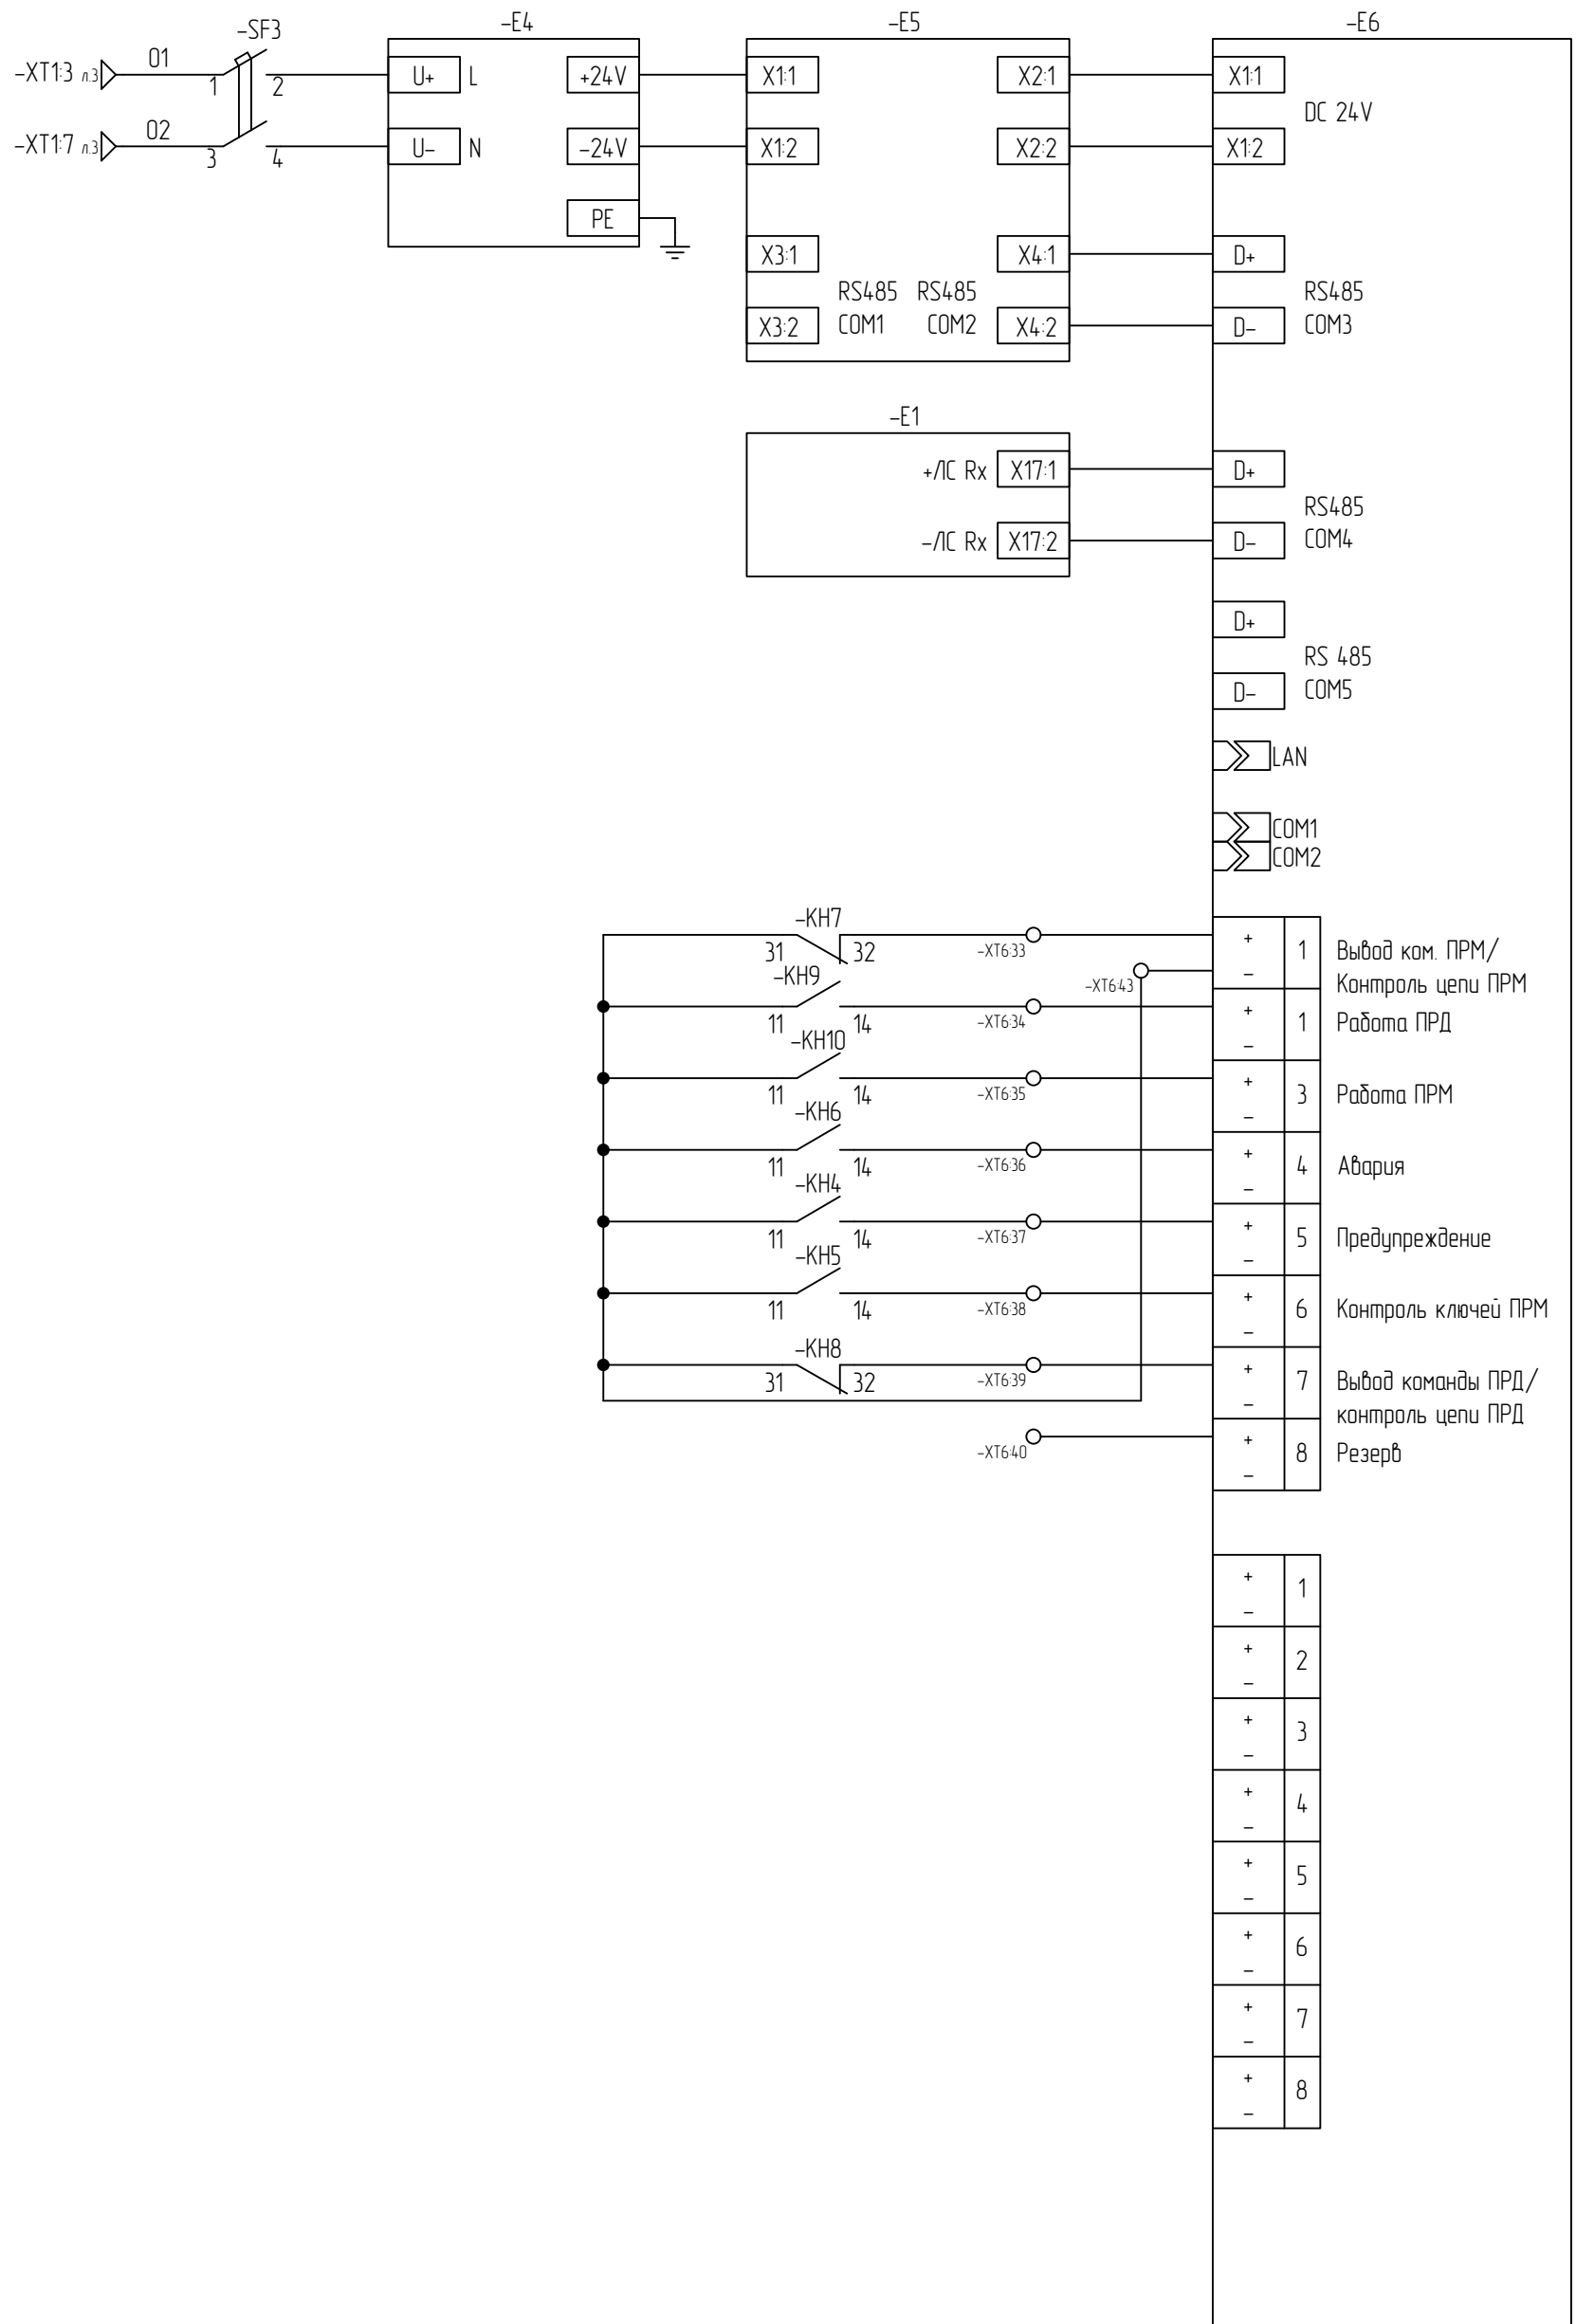 -E4
-E5
-E6
-SF3
-XT1:3 л.3
01
1
2
U+
L
+24V
X1:1
X2:1
X1:1
DC 24V
-XT1:7 л.3
02
3
4
U-
N
-24V
X1:2
X2:2
X1:2
PE
X3:1
X4:1
D+
RS485
RS485
RS485
X3:2
COM1
COM2
X4:2
D-
COM3
-E1
+/ІС Rx
X17:1
D+
RS485
-/ІС Rx
X17:2
D-
COM4
D+
RS 485
D-
COM5
LAN
COM1
COM2
-KH7
31
32
-XT6:33
+
-
1
Вывод ком. ПРМ/
Контроль цепи ПРМ
-XT6:43
-KH9
11
14
-XT6:34
+
-
1
Работа ПРД
-KH10
11
14
-XT6:35
+
-
3
Работа ПРМ
-KH6
11
14
-XT6:36
+
-
4
Авария
-KH4
11
14
-XT6:37
+
-
5
Предупреждение
-KH5
11
14
-XT6:38
+
-
6
Контроль ключей ПРМ
-KH8
31
32
-XT6:39
+
-
7
Вывод команды ПРД/
контроль цепи ПРД
-XT6:40
+
-
8
Резерв
+
-
1
+
-
2
+
-
3
+
-
4
+
-
5
+
-
6
+
-
7
+
-
8